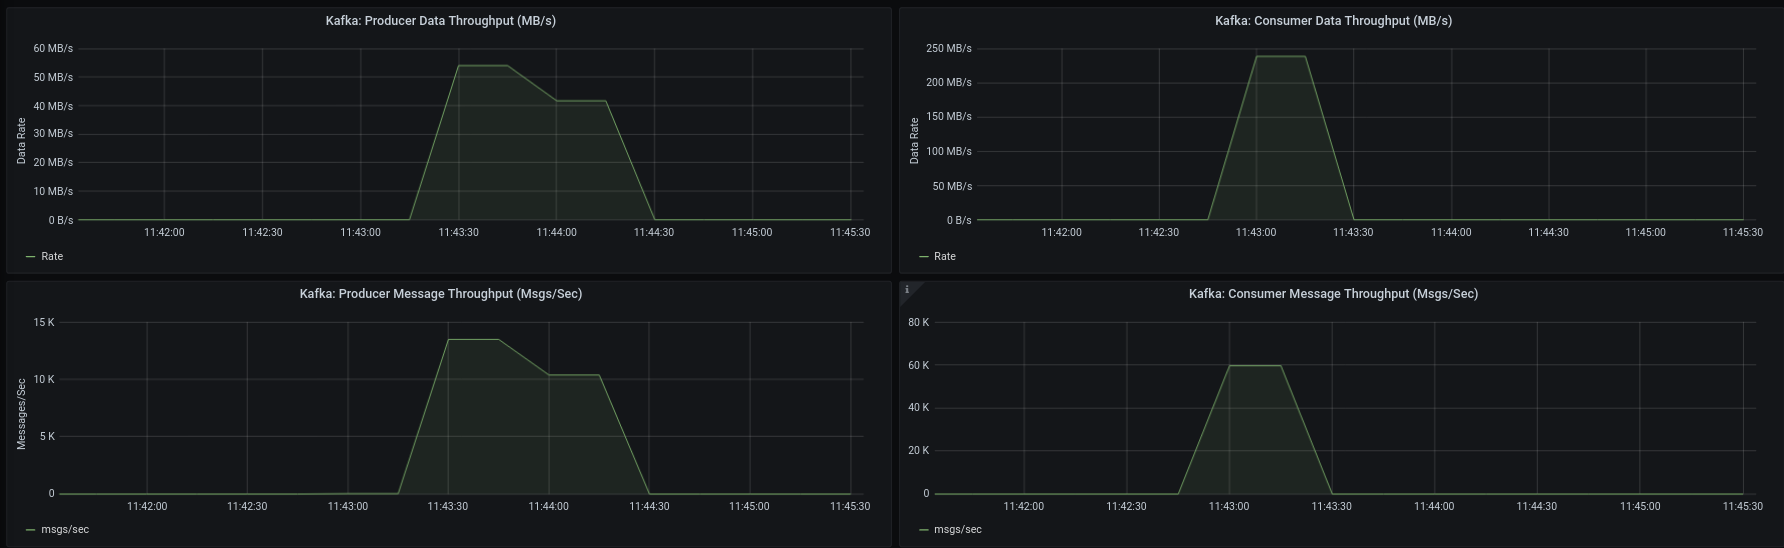 Kafka: Producer Data Throughput (MB/s)
60 MB/s
50 MB/s
40 MB/s
30 MB/s
20 MB/s
10 MB/s
0 B/s
Data Rate
11:42:00 11:42:30 11:43:00 11:43:30 11:44:00 11:44:30 11:45:00 11:45:30
Rate
Kafka: Consumer Data Throughput (MB/s)
250 MB/s
200 MB/s
150 MB/s
100 MB/s
50 MB/s
0 B/s
Data Rate
11:42:00 11:42:30 11:43:00 11:43:30 11:44:00 11:44:30 11:45:00 11:45:30
Rate
Kafka: Producer Message Throughput (Msgs/Sec)
15 K
10 K
5 K
0
Messages/Sec
11:42:00 11:42:30 11:43:00 11:43:30 11:44:00 11:44:30 11:45:00 11:45:30
msgs/sec
i
Kafka: Consumer Message Throughput (Msgs/Sec)
80 K
60 K
40 K
20 K
0
11:42:00 11:42:30 11:43:00 11:43:30 11:44:00 11:44:30 11:45:00 11:45:30
msgs/sec